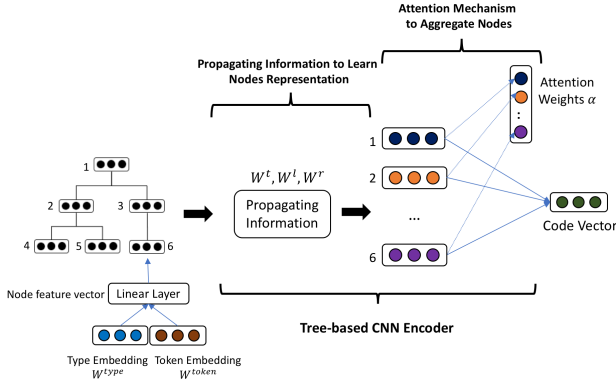 Attention Mechanism
to Aggregate Nodes
Propagating Information to Learn
Nodes Representation
Attention
Weights α
:
1
1
W^t, W^l, W^r
2
2
3
Propagating
Information
...
4
5
6
6
Code Vector
Node feature vector
Linear Layer
Tree-based CNN Encoder
Type Embedding
W^type
Token Embedding
W^token